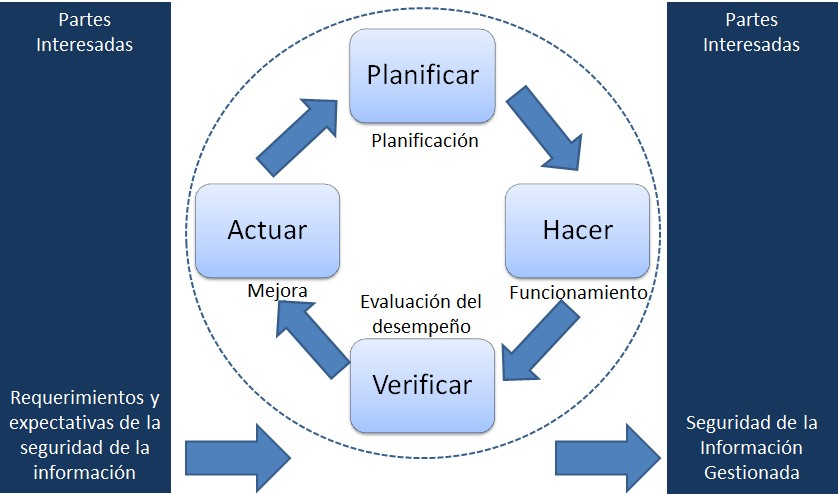 Partes
Interesadas
Requerimientos y
expectativas de la
seguridad de la
información
Planificar
Planificación
Actuar
Mejora
Hacer
Funcionamiento
Evaluación del
desempeño
Verificar
Partes
Interesadas
Seguridad de la
Información
Gestionada